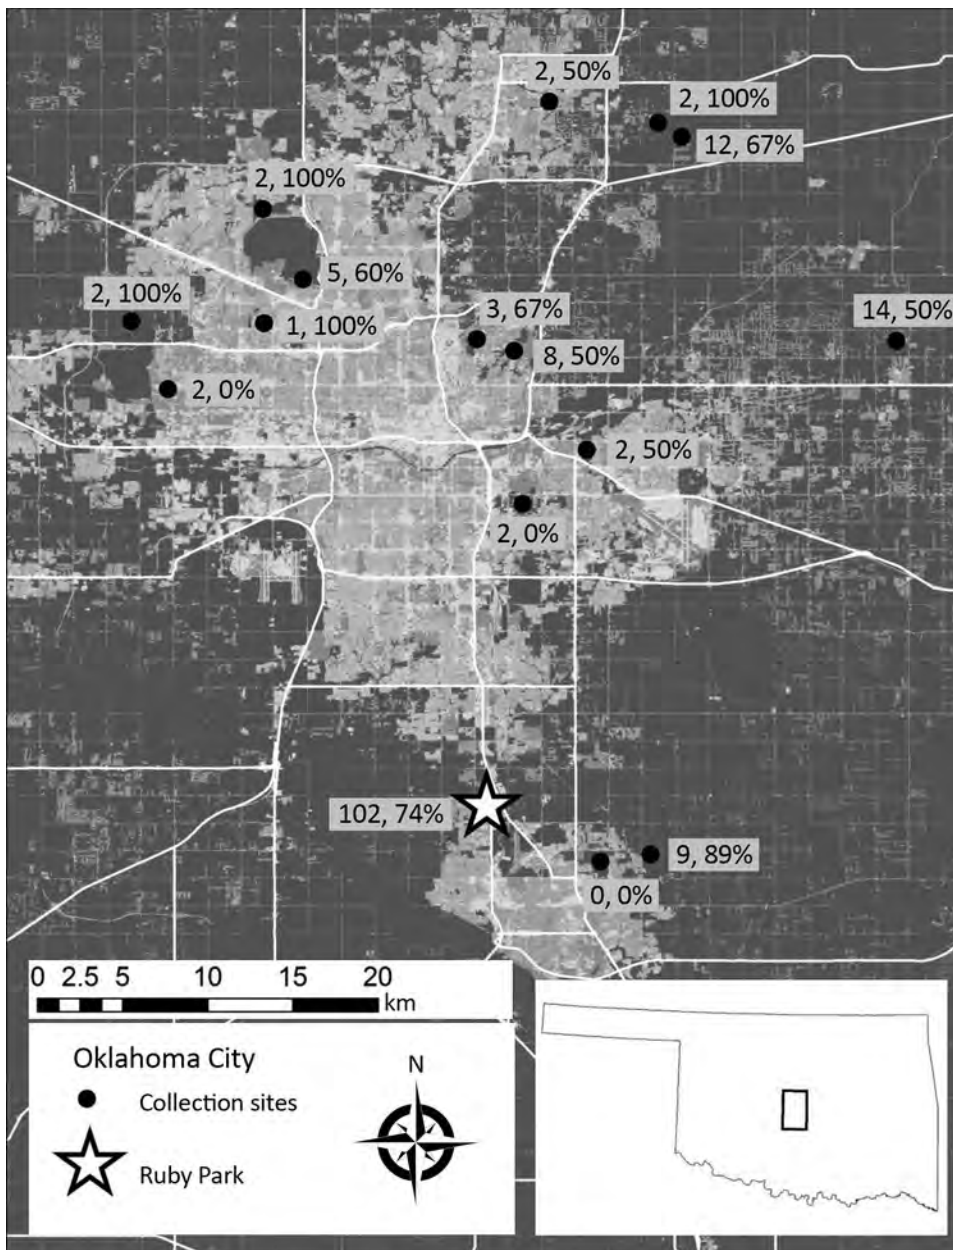 2, 50%
2, 100%
12, 67%
2, 100%
5, 60%
2, 100%
3, 67%
14, 50%
1, 100%
8, 50%
2, 0%
2, 50%
2, 0%
102, 74%
9, 89%
0, 0%
0 2.5 5 10 15 20
km
Oklahoma City
N
Collection sites
Ruby Park